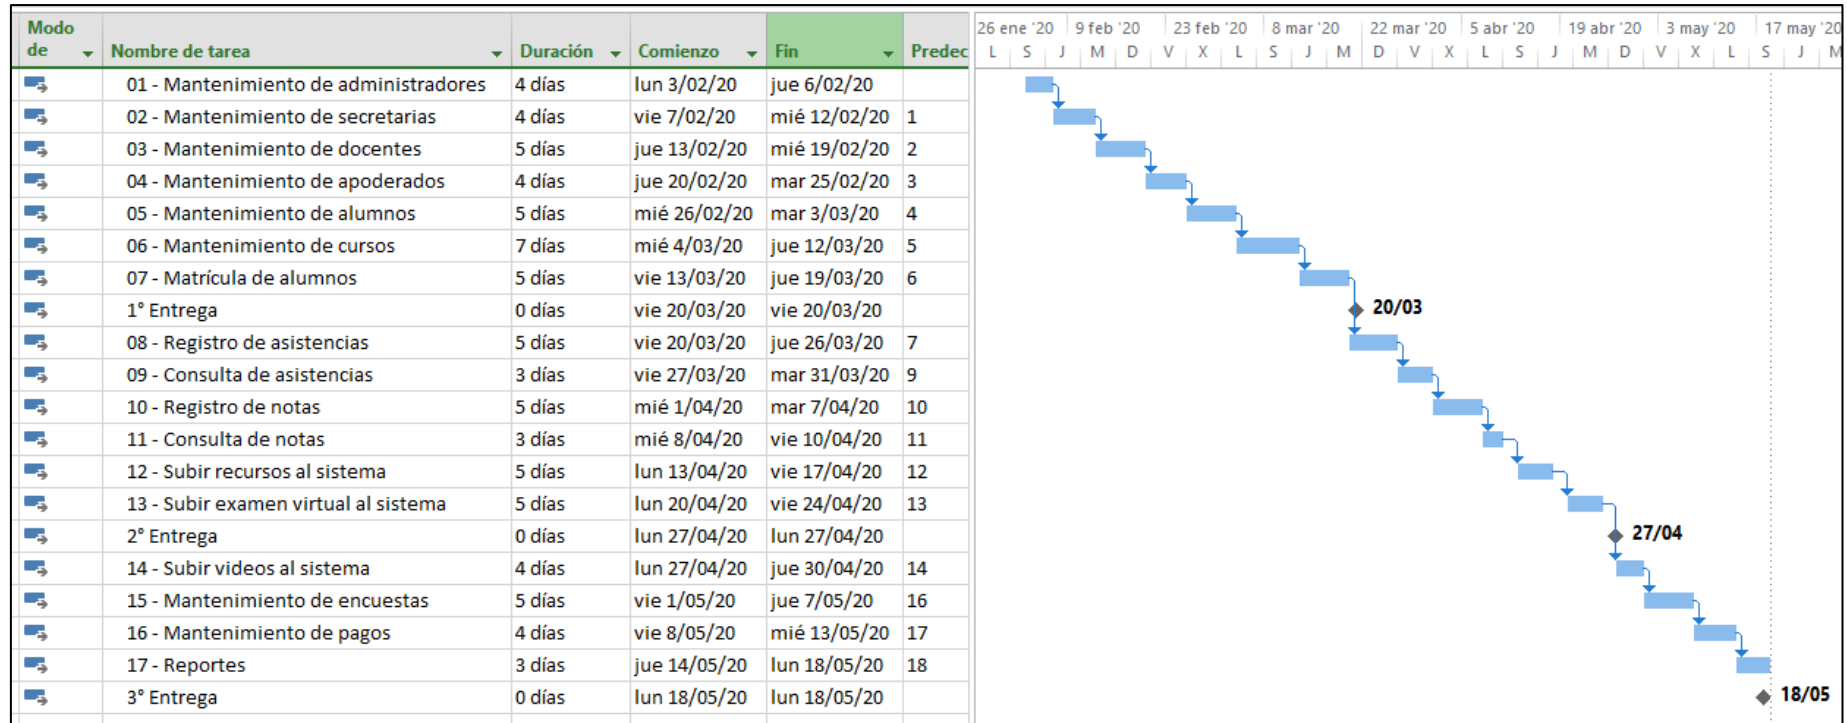 Modo de Nombre de tarea Duración Comienzo Fin Predec
26 ene '20 9 feb '20 23 feb '20 8 mar '20 22 mar '20 5 abr '20 19 abr '20 3 may '20 17 may '20
L S J M D V X L S J M D V X L S J M D V X L S J M
01 - Mantenimiento de administradores 4 días lun 3/02/20 jue 6/02/20
02 - Mantenimiento de secretarias 4 días vie 7/02/20 mié 12/02/20 1
03 - Mantenimiento de docentes 5 días jue 13/02/20 mié 19/02/20 2
04 - Mantenimiento de apoderados 4 días jue 20/02/20 mar 25/02/20 3
05 - Mantenimiento de alumnos 5 días mié 26/02/20 mar 3/03/20 4
06 - Mantenimiento de cursos 7 días mié 4/03/20 jue 12/03/20 5
07 - Matrícula de alumnos 5 días vie 13/03/20 jue 19/03/20 6
1° Entrega 0 días vie 20/03/20 vie 20/03/20 20/03
08 - Registro de asistencias 5 días vie 20/03/20 jue 26/03/20 7
09 - Consulta de asistencias 3 días vie 27/03/20 mar 31/03/20 9
10 - Registro de notas 5 días mié 1/04/20 mar 7/04/20 10
11 - Consulta de notas 3 días mié 8/04/20 vie 10/04/20 11
12 - Subir recursos al sistema 5 días lun 13/04/20 vie 17/04/20 12
13 - Subir examen virtual al sistema 5 días lun 20/04/20 vie 24/04/20 13
2° Entrega 0 días lun 27/04/20 lun 27/04/20 27/04
14 - Subir videos al sistema 4 días lun 27/04/20 jue 30/04/20 14
15 - Mantenimiento de encuestas 5 días vie 1/05/20 jue 7/05/20 16
16 - Mantenimiento de pagos 4 días vie 8/05/20 mié 13/05/20 17
17 - Reportes 3 días jue 14/05/20 lun 18/05/20 18
3° Entrega 0 días lun 18/05/20 lun 18/05/20 18/05